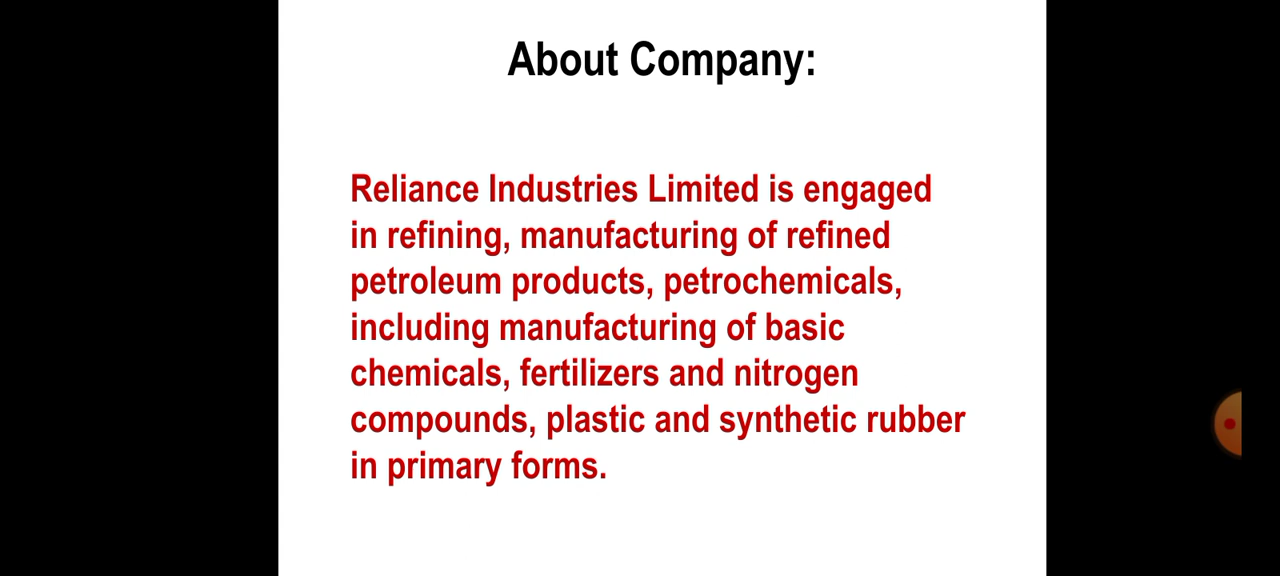 About Company:
Reliance Industries Limited is engaged
in refining, manufacturing of refined
petroleum products, petrochemicals,
including manufacturing of basic
chemicals, fertilizers and nitrogen
compounds, plastic and synthetic rubber
in primary forms.